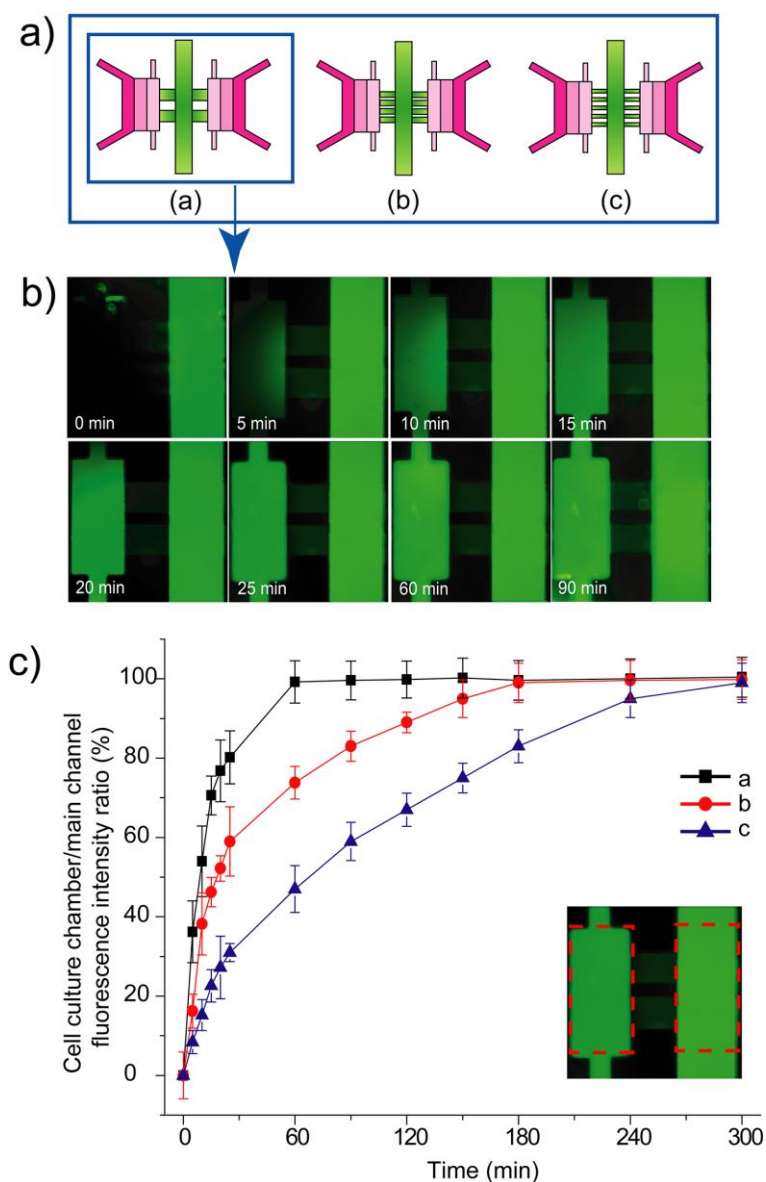 a)
(a) (b) (c)
b)
0 min 5 min 10 min 15 min
20 min 25 min 60 min 90 min
c)
Cell culture chamber/main channel
fluorescence intensity ratio (%)
100
80
60
40
20
0
a
b
c
0 60 120 180 240 300
Time (min)